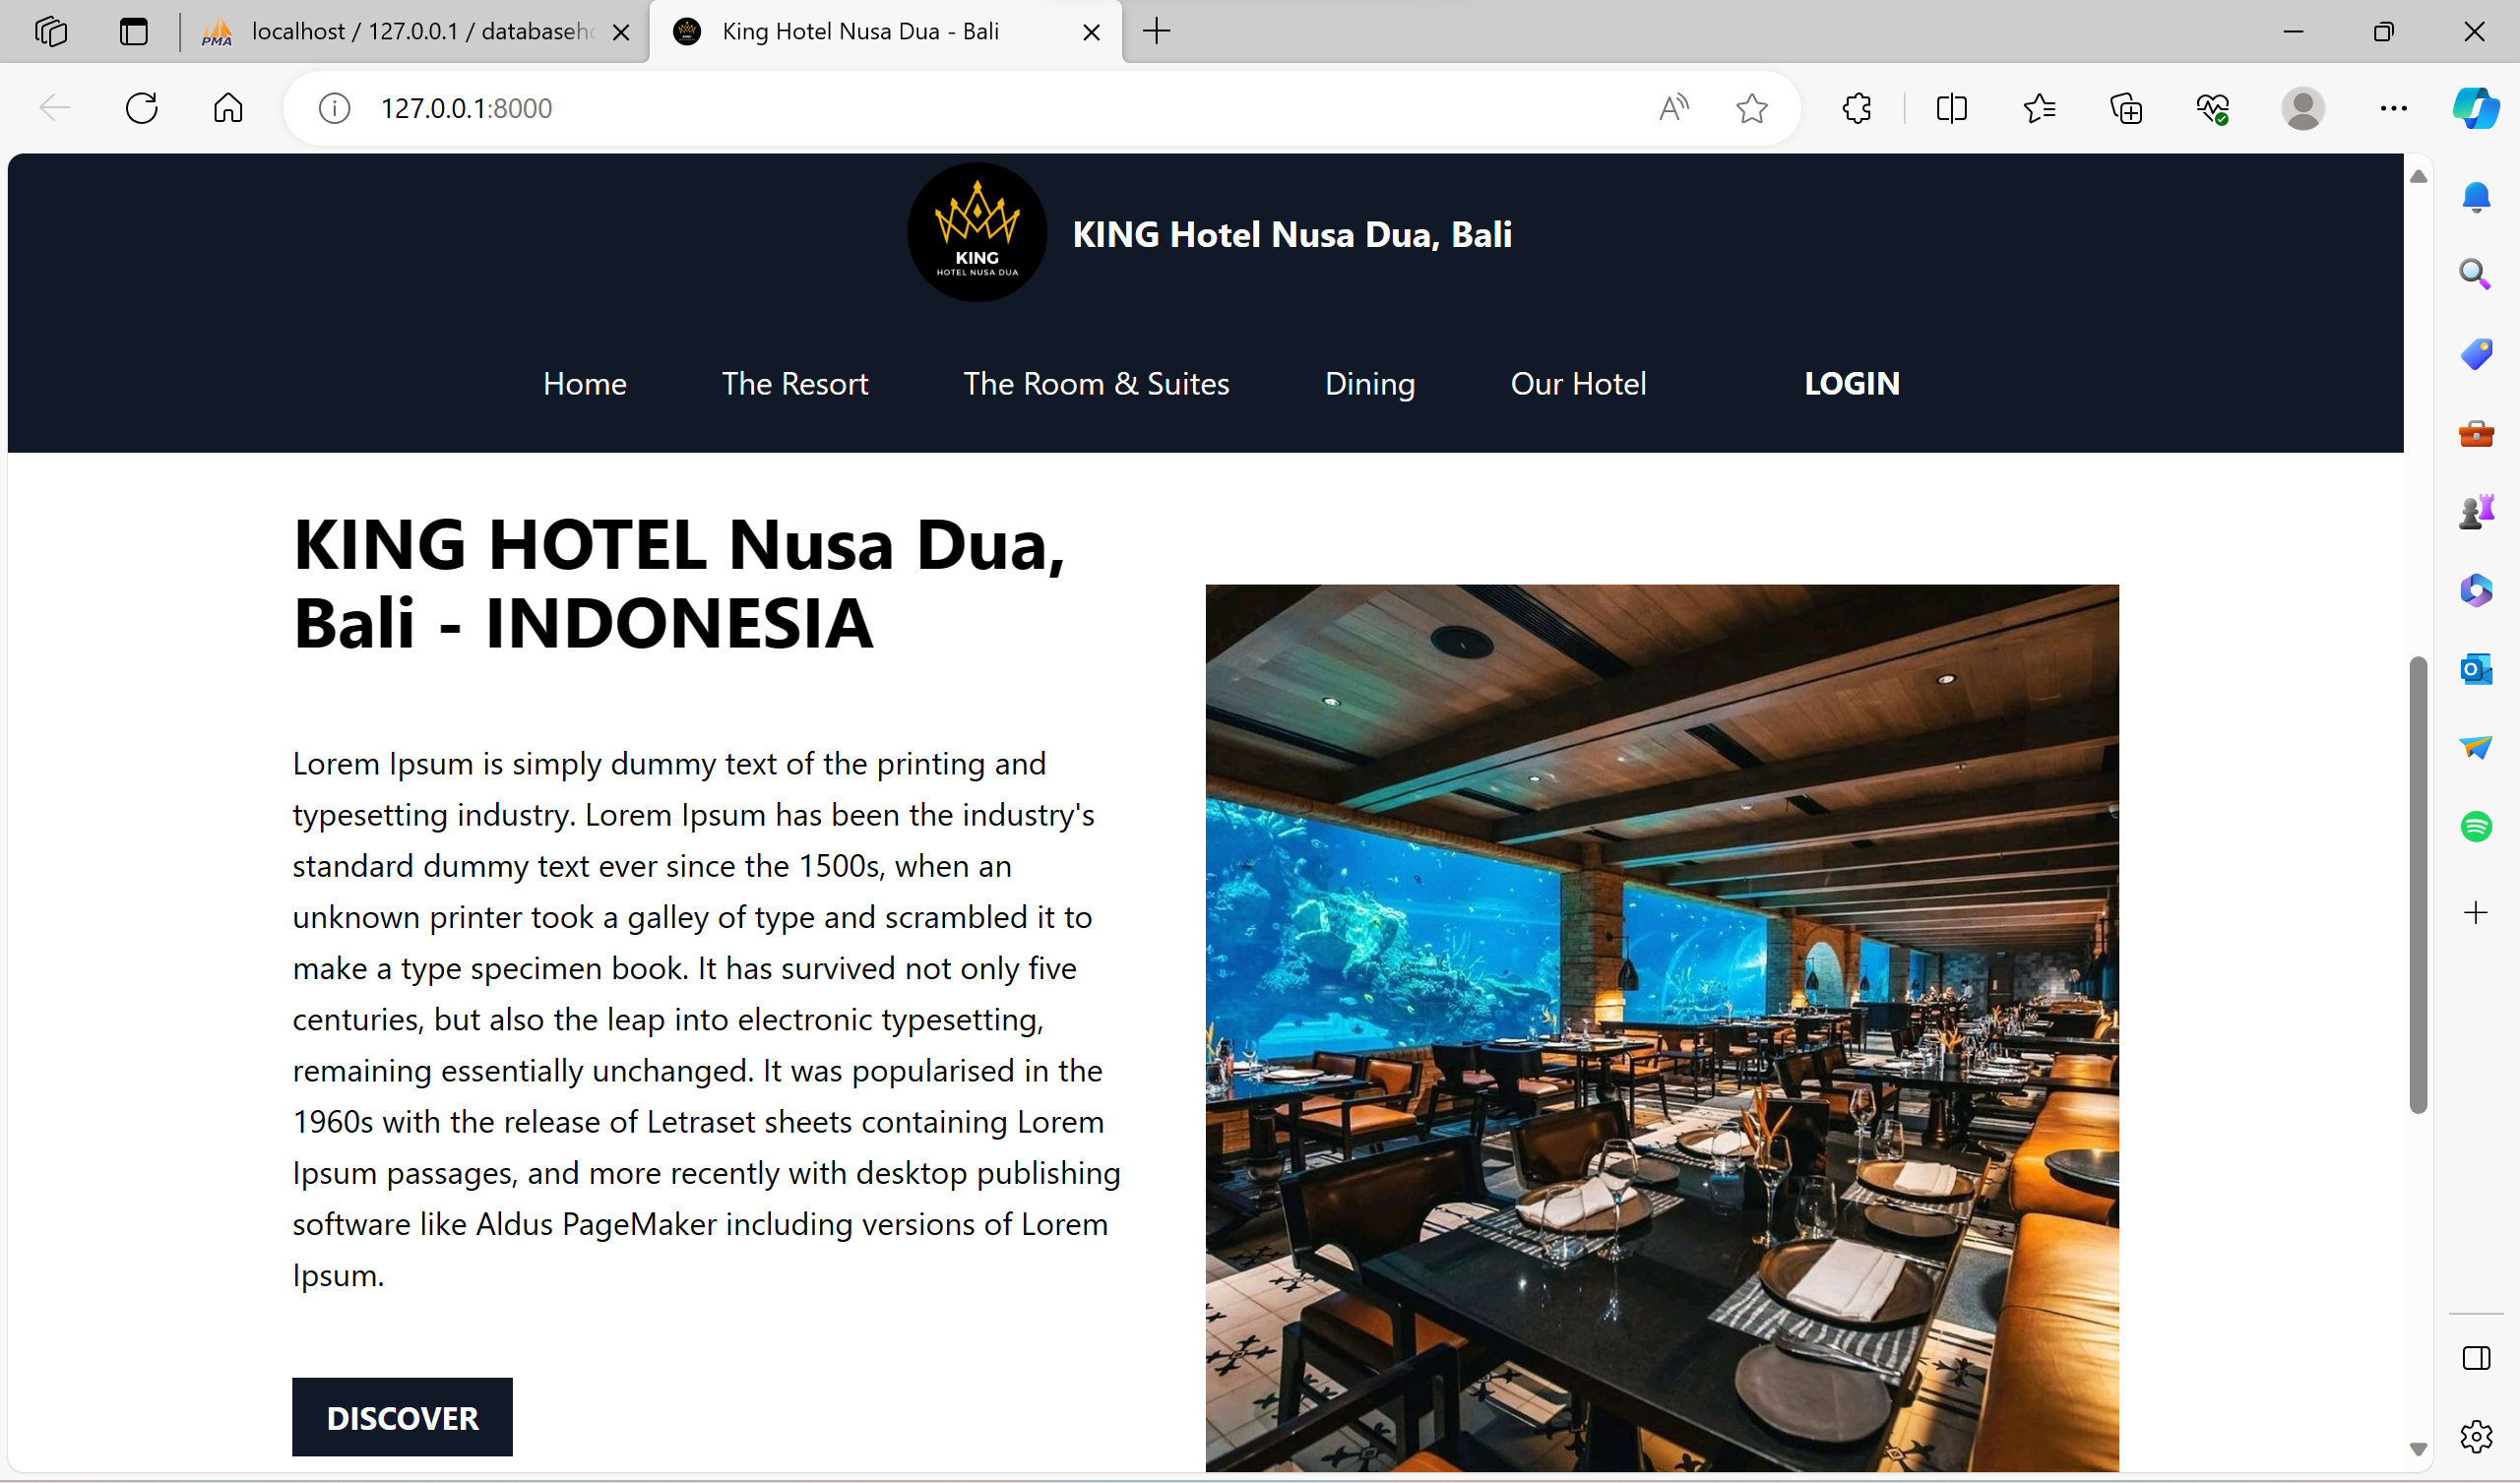 PMA
localhost / 127.0.0.1 /
King Hotel Nusa Dua - Bali
127.0.0.1:8000
KING
HOTEL NUSA DUA
KING Hotel Nusa Dua, Bali
Home The Resort The Room & Suites Dining Our Hotel LOGIN
KING HOTEL Nusa Dua,
Bali - INDONESIA
Lorem Ipsum is simply dummy text of the printing and
typesetting industry. Lorem Ipsum has been the industry's
standard dummy text ever since the 1500s, when an
unknown printer took a galley of type and scrambled it to
make a type specimen book. It has survived not only five
centuries, but also the leap into electronic typesetting,
remaining essentially unchanged. It was popularised in the
1960s with the release of Letraset sheets containing Lorem
Ipsum passages, and more recently with desktop publishing
software like Aldus PageMaker including versions of Lorem
Ipsum.
DISCOVER